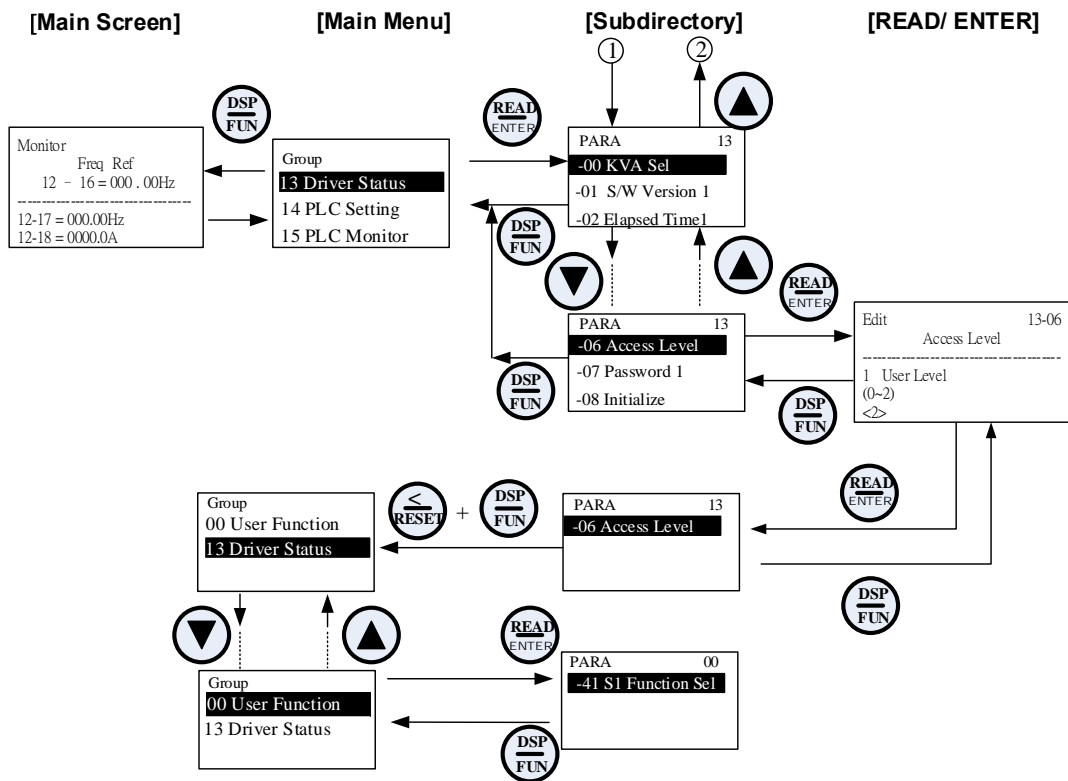 [Main Screen]
[Main Menu]
[Subdirectory]
[READ/ ENTER]
1
2
DSP
FUN
READ
ENTER
Monitor
Freq Ref
12 - 16 = 000 . 00Hz
12-17 = 000.00Hz
12-18 = 0000.0A
Group
13 Driver Status
14 PLC Setting
15 PLC Monitor
PARA 13
-00 KVA Sel
-01 S/W Version 1
-02 Elapsed Time1
DSP
FUN
READ
ENTER
PARA 13
-06 Access Level
-07 Password 1
-08 Initialize
DSP
FUN
DSP
FUN
Edit 13-06
Access Level
1 User Level
(0~2)
<2>
READ
ENTER
Group
00 User Function
13 Driver Status
<
RESET
+
DSP
FUN
PARA 13
-06 Access Level
DSP
FUN
READ
ENTER
Group
00 User Function
13 Driver Status
PARA 00
-41 S1 Function Sel
DSP
FUN